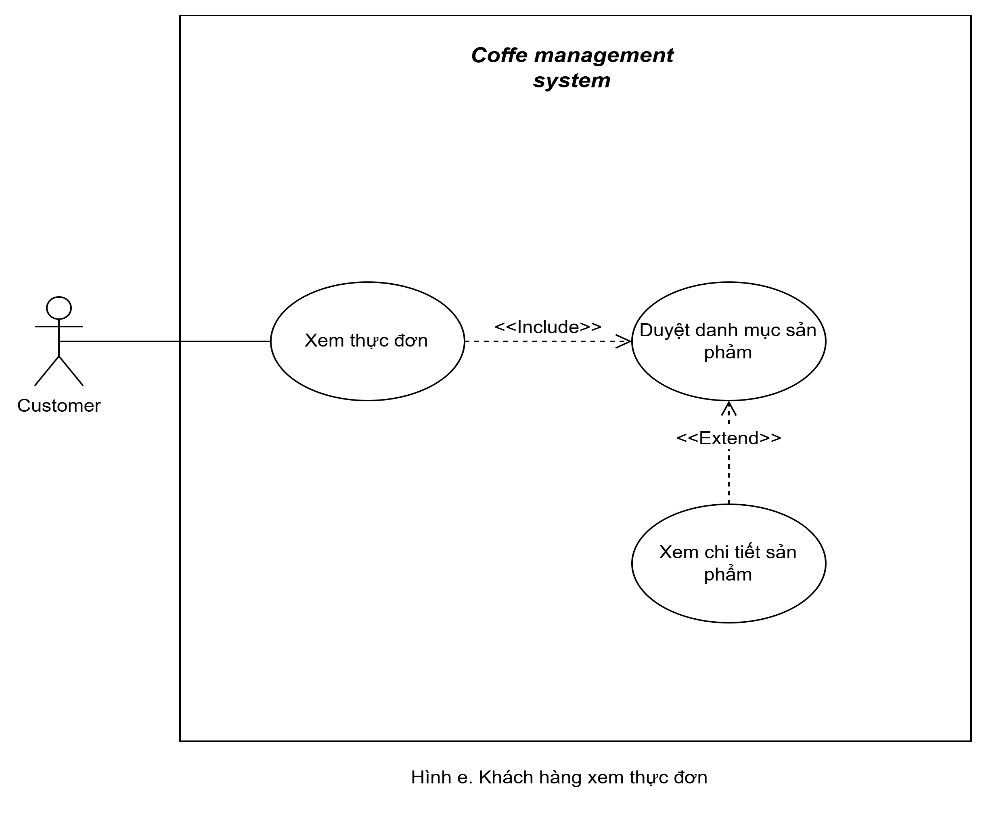 Coffe management
system
Xem thực đơn
<<Include>>
Duyệt danh mục sản
phảm
<<Extend>>
Customer
Xem chi tiết sản
phẩm
Hình e. Khách hàng xem thực đơn